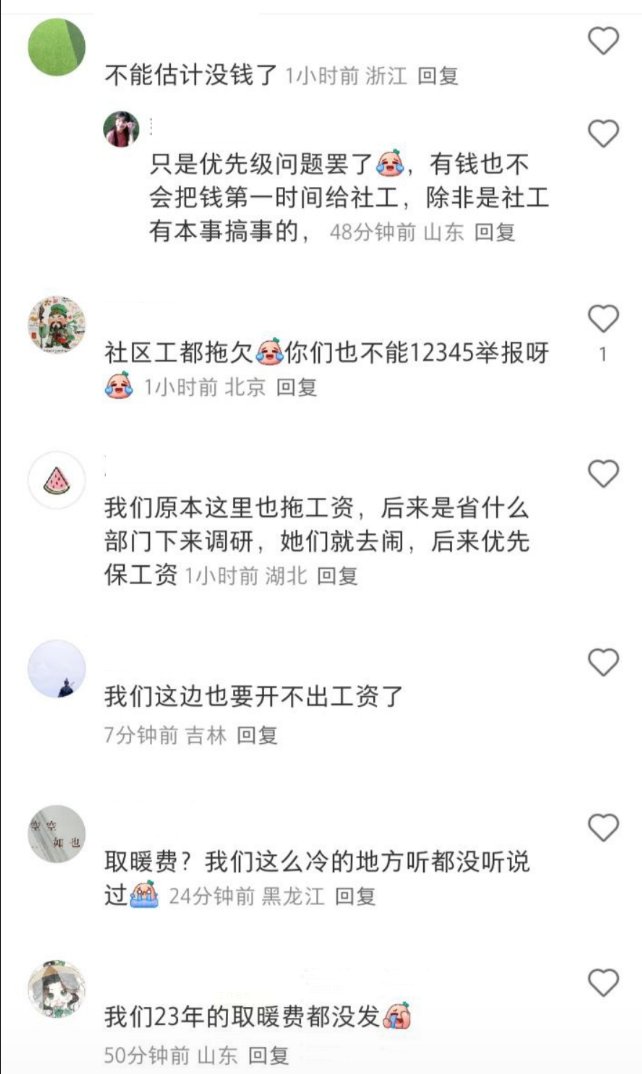 不能估计没钱了 1小时前 浙江 回复
只是优先级问题罢了，有钱也不
会把钱第一时间给社工，除非是社工
有本事搞事的， 48分钟前 山东 回复
社区工都拖欠你们也不能12345举报呀
1
1小时前 北京 回复
我们原本这里也拖工资，后来是省什么
部门下来调研，她们就去闹，后来优先
保工资 1小时前 湖北 回复
我们这边也要开不出工资了
7分钟前 吉林 回复
空空
如也
取暖费？我们这么冷的地方听都没听说
过 24分钟前 黑龙江 回复
我们23年的取暖费都没发
50分钟前 山东 回复